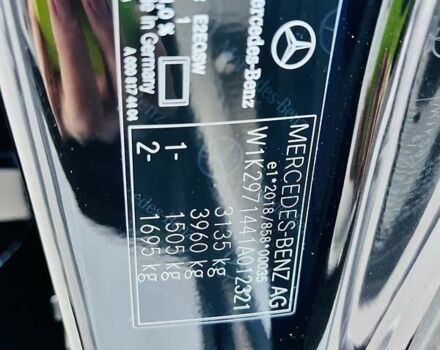 MERCEDES-BENZ AG
e1*2018/858*00035
W1K2971441A012321
3135 kg
3960 kg
1- 1505 kg
2- 1695 kg
Mercedes-Benz
Made in Germany